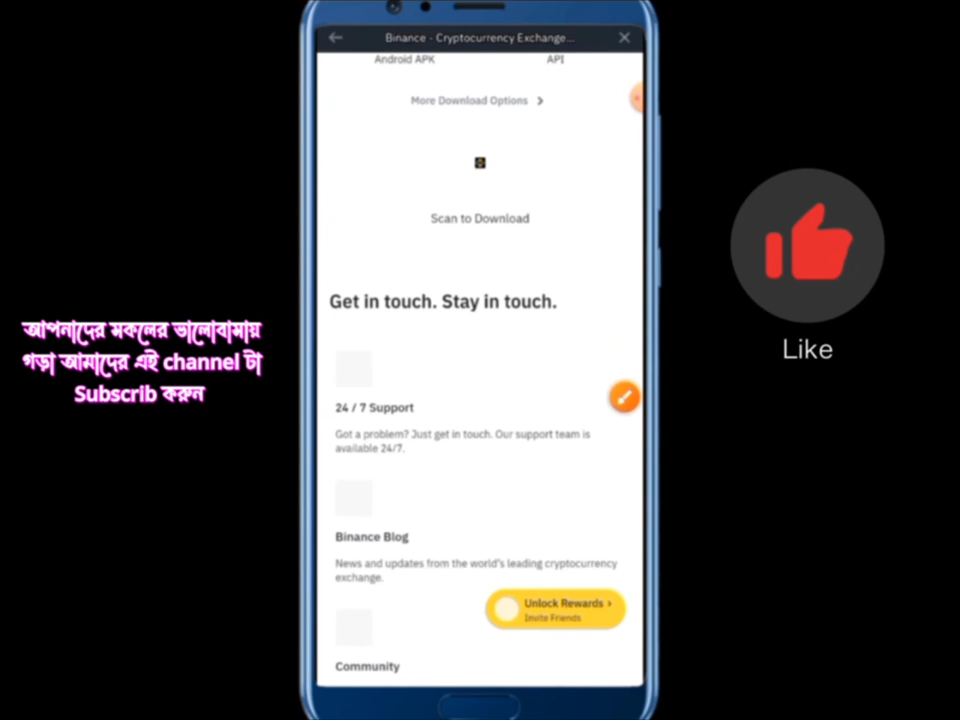 Binance - Cryptocurrency Exchange...
Android APK
API
More Download Options >
Scan to Download
Get in touch. Stay in touch.
24 / 7 Support
Got a problem? Just get in touch. Our support team is
available 24/7.
Binance Blog
News and updates from the world's leading cryptocurrency
exchange.
Unlock Rewards >
Invite Friends
Community
আপনাদের সকলের ভালোবাসায়
গড়া আমাদের এই channel টা
Subscrib করুন
Like